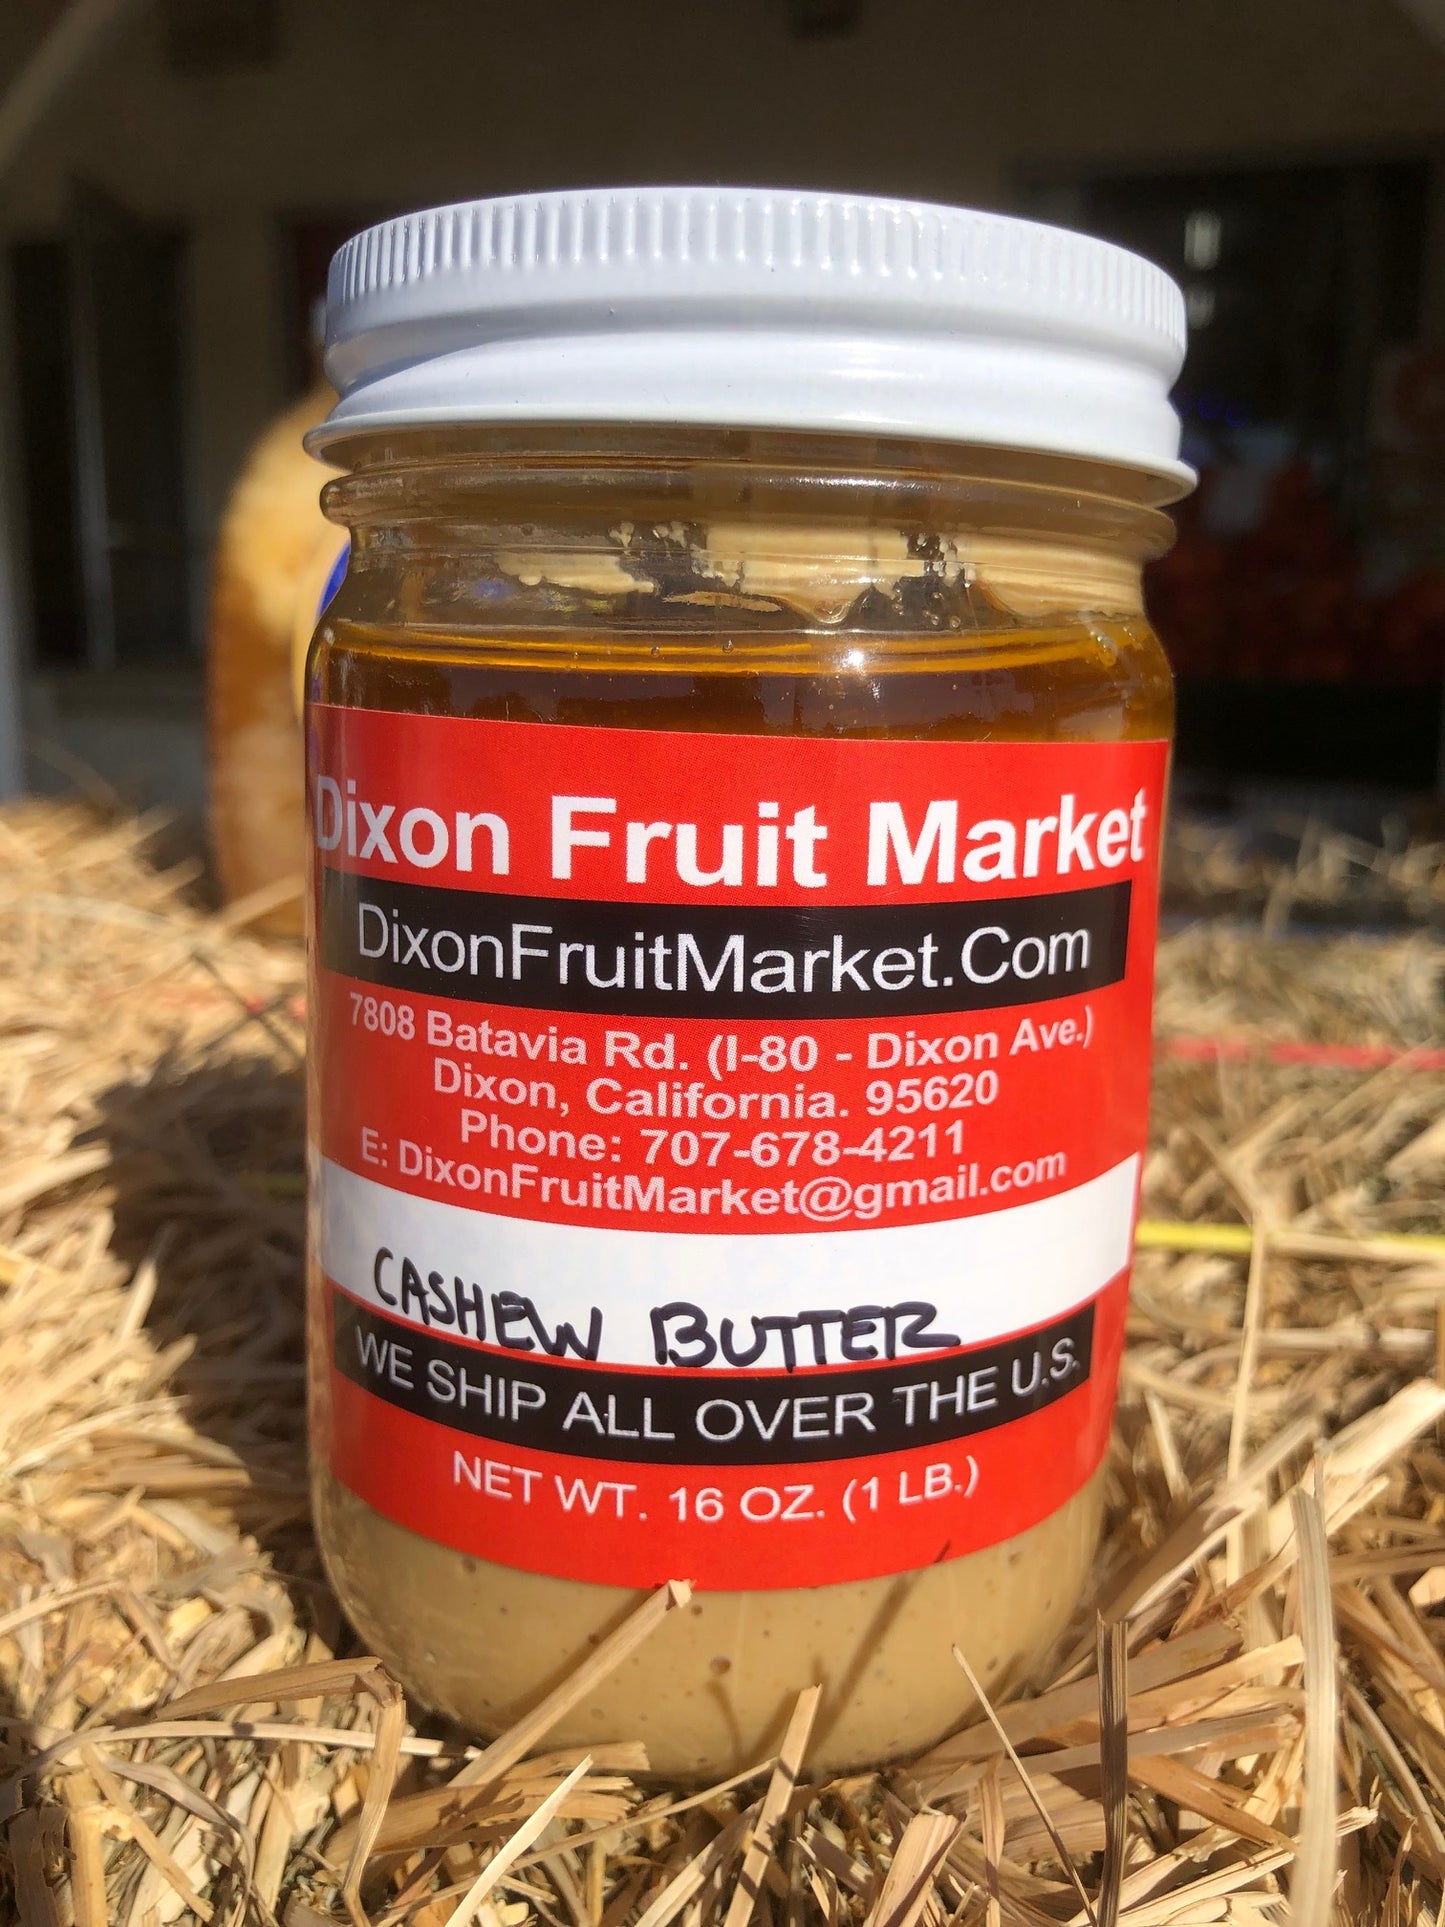 Dixon Fruit Market
DixonFruitMarket.Com
7808 Batavia Rd. (I-80 - Dixon Ave.)
Dixon, California. 95620
Phone: 707-678-4211
E: DixonFruitMarket@gmail.com
CASHEW BUTTER
WE SHIP ALL OVER THE U.S.
NET WT. 16 OZ. (1 LB.)